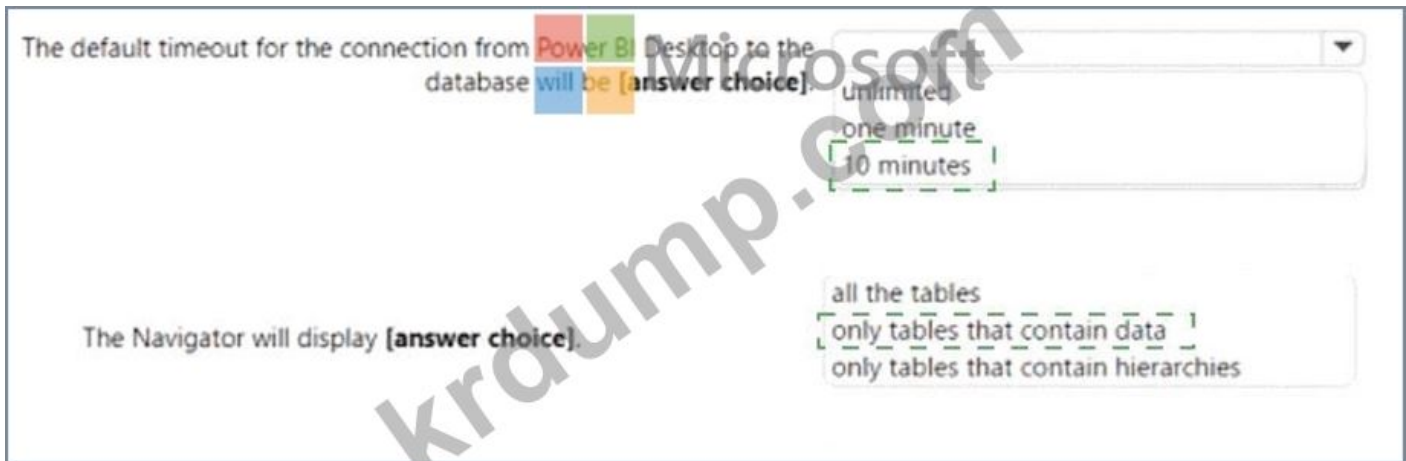 The default timeout for the connection from Power BI Desktop to the
database will be [answer choice].
Microsoft
unlimited
one minute
10 minutes
krdump.com
The Navigator will display [answer choice].
all the tables
only tables that contain data
only tables that contain hierarchies